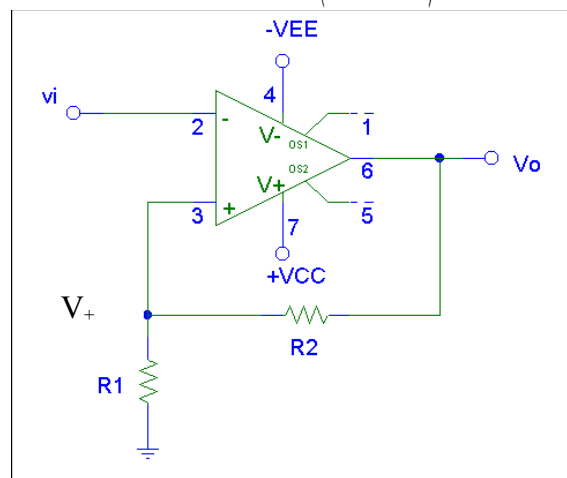 -VEE
vi
4
2
-
V-
OS1
1
6
Vo
OS2
V+
3
+
5
7
+VCC
V+
R2
R1